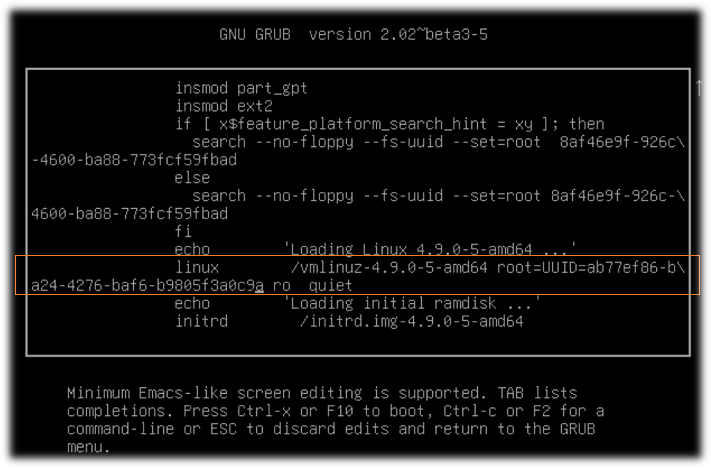 GNU GRUB  version 2.02~beta3-5
insmod part_gpt
insmod ext2
if [ x$feature_platform_search_hint = xy ]; then
  search --no-floppy --fs-uuid --set=root  8af46e9f-926c\
-4600-ba88-773fcf59fbad
else
  search --no-floppy --fs-uuid --set=root 8af46e9f-926c-\
4600-ba88-773fcf59fbad
fi
echo        'Loading Linux 4.9.0-5-amd64 ...'
linux        /vmlinuz-4.9.0-5-amd64 root=UUID=ab77ef86-b\
a24-4276-baf6-b9805f3a0c9a ro  quiet
echo        'Loading initial ramdisk ...'
initrd        /initrd.img-4.9.0-5-amd64
Minimum Emacs-like screen editing is supported. TAB lists
completions. Press Ctrl-x or F10 to boot, Ctrl-c or F2 for a
command-line or ESC to discard edits and return to the GRUB
menu.